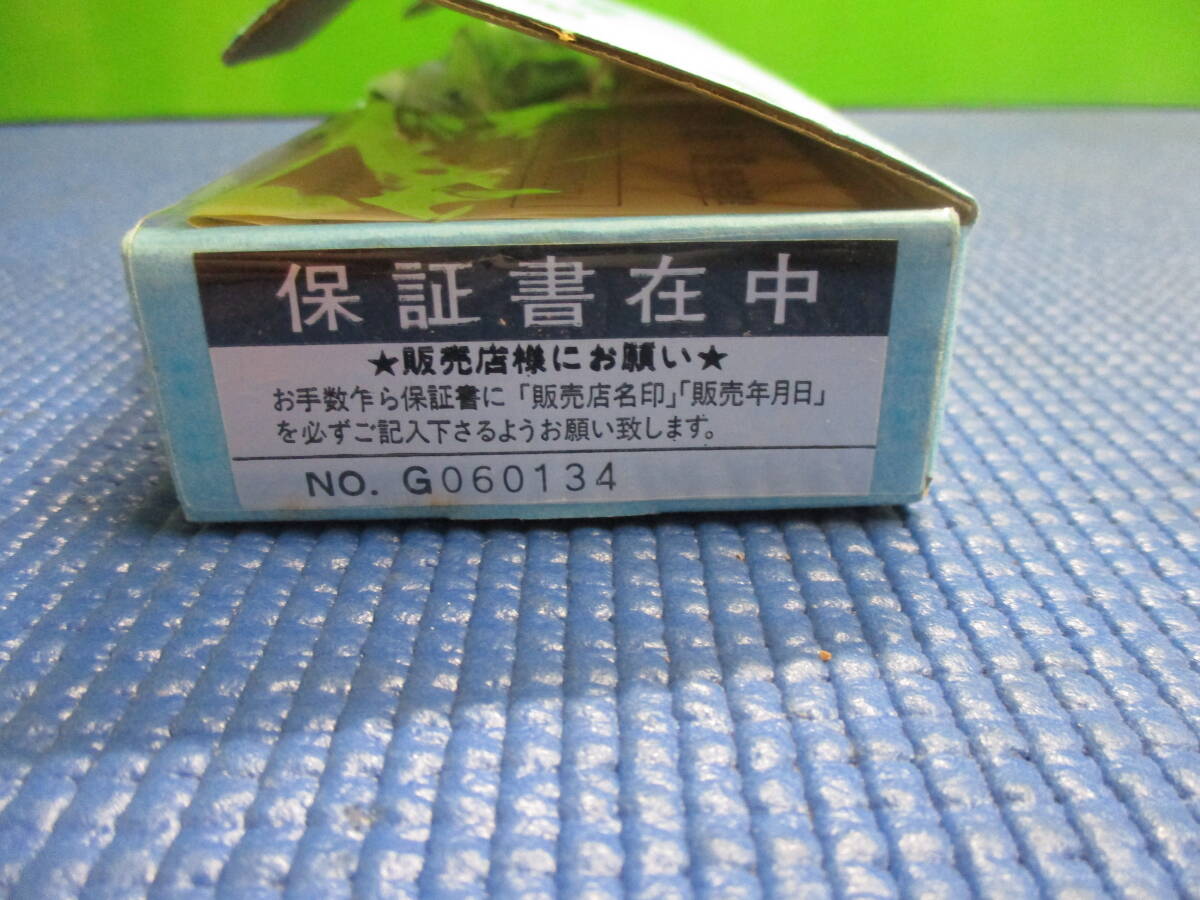 保証書在中
★販売店様にお願い★
お手数乍ら保証書に「販売店名印」「販売年月日」
を必ずご記入下さるようお願い致します。
NO. G060134